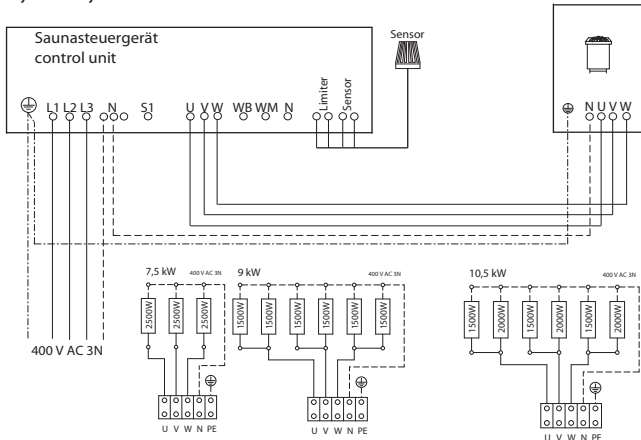 Saunasteuergerät
control unit
Sensor
L1 L2 L3 N S1 U V W WB WM N
Limiter
Sensor
N U V W
400 V AC 3N
7,5 kW 400 V AC 3N
2500W 2500W 2500W
U V W N PE
9 kW 400 V AC 3N
1500W 1500W 1500W 1500W 1500W 1500W
U V W N PE
10,5 kW 400 V AC 3N
1500W 2000W 1500W 2000W 1500W 2000W
U V W N PE